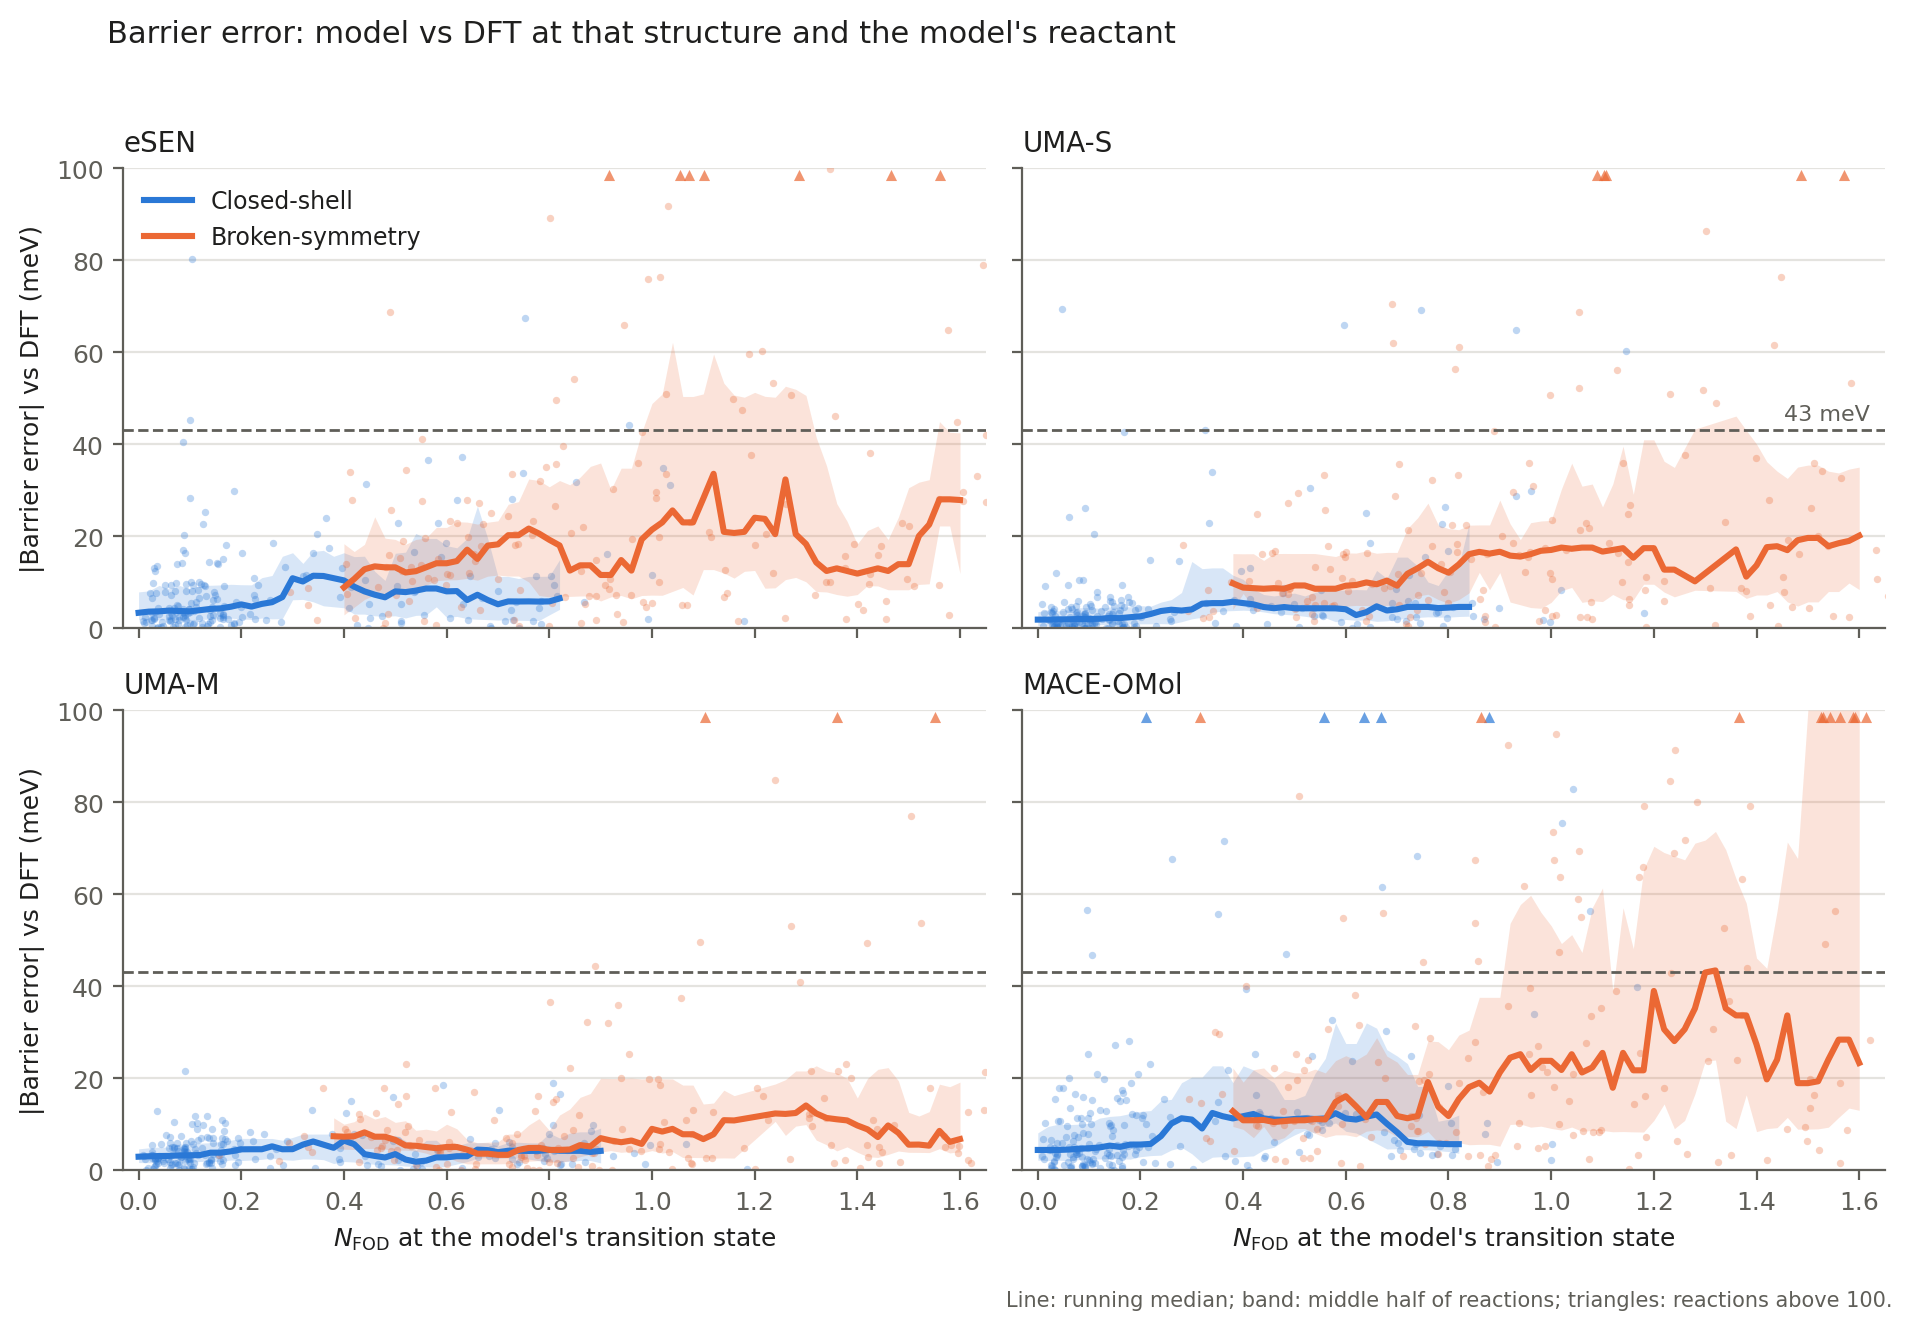 Barrier error: model vs DFT at that structure and the model's reactant
eSEN
UMA-S
|Barrier error| vs DFT (meV)
100
80
60
40
20
0
Closed-shell
Broken-symmetry
43 meV
UMA-M
MACE-OMol
|Barrier error| vs DFT (meV)
100
80
60
40
20
0
0.0 0.2 0.4 0.6 0.8 1.0 1.2 1.4 1.6
0.0 0.2 0.4 0.6 0.8 1.0 1.2 1.4 1.6
N_FOD at the model's transition state
N_FOD at the model's transition state
Line: running median; band: middle half of reactions; triangles: reactions above 100.